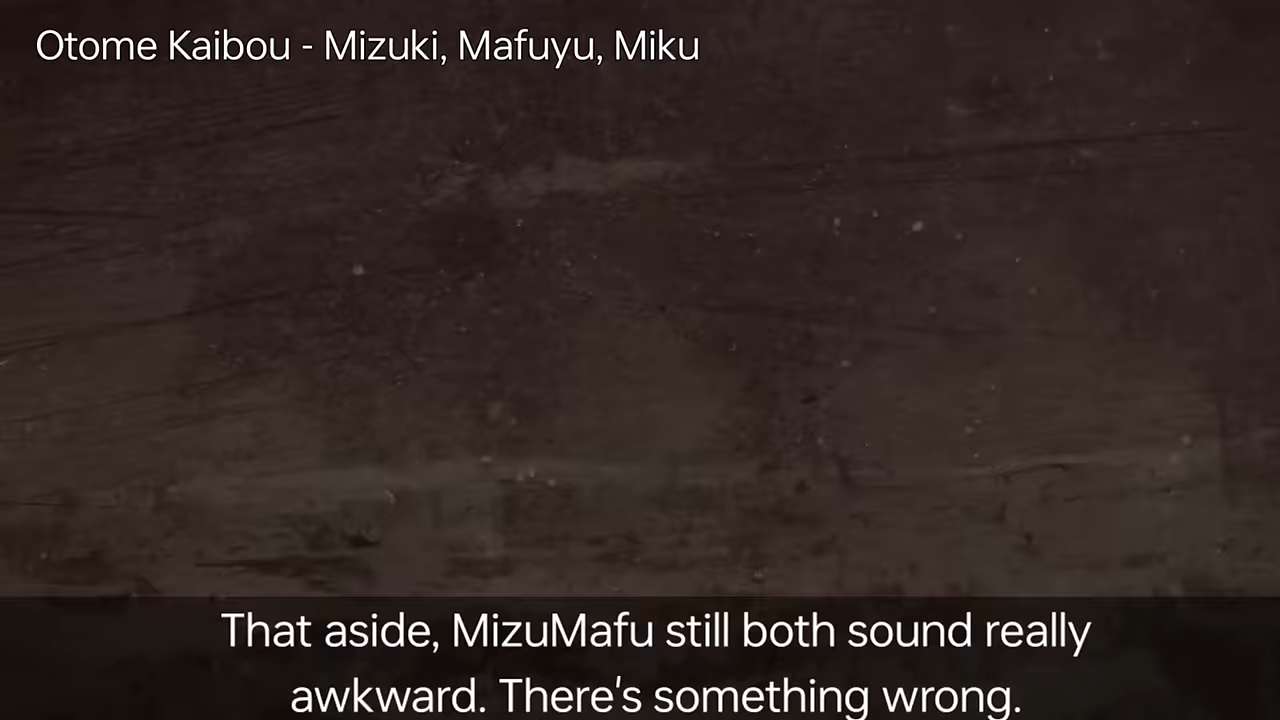 Otome Kaibou - Mizuki, Mafuyu, Miku
That aside, MizuMafu still both sound really
awkward. There's something wrong.